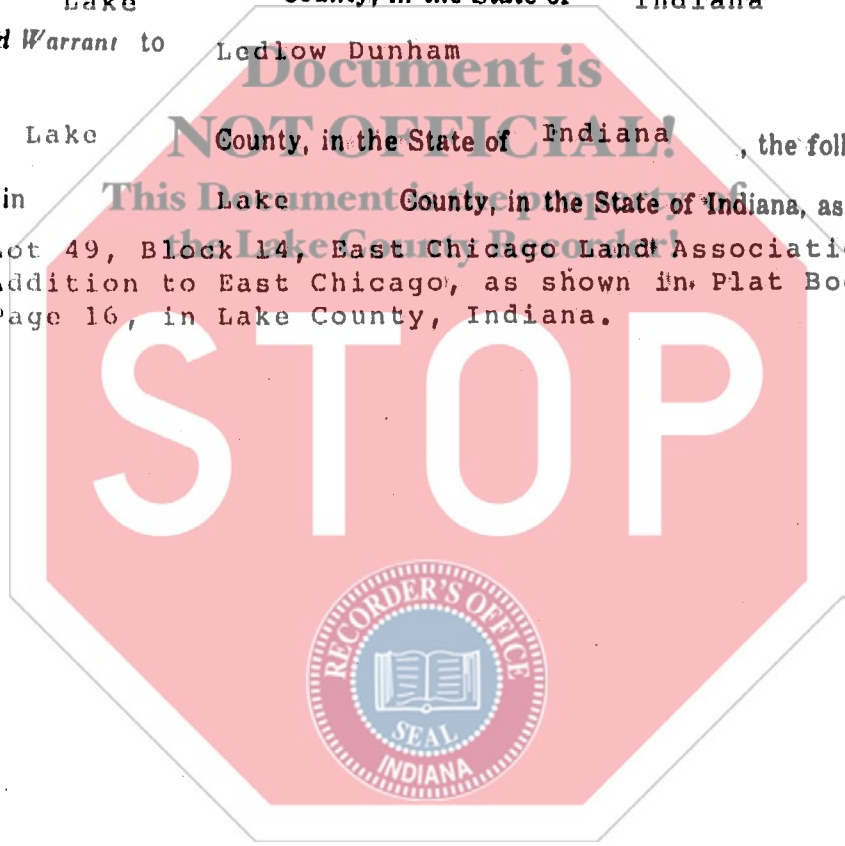 Lake County, in the State of Indiana
Warrant to Ledlow Dunham
Document is
NOT OFFICIAL!
Lake County, in the State of Indiana, the foll
This Document is the property of
in Lake County, in the State of Indiana, as
the Lake County Recorder!
ot 49, Block 14, East Chicago Land Associati
ddition to East Chicago, as shown in Plat Bo
age 16, in Lake County, Indiana.
STOP
RECORDER'S OFFICE
SEAL
INDIANA